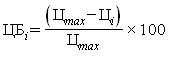 ЦБi = (Цmax−Цi) / Цmax × 100